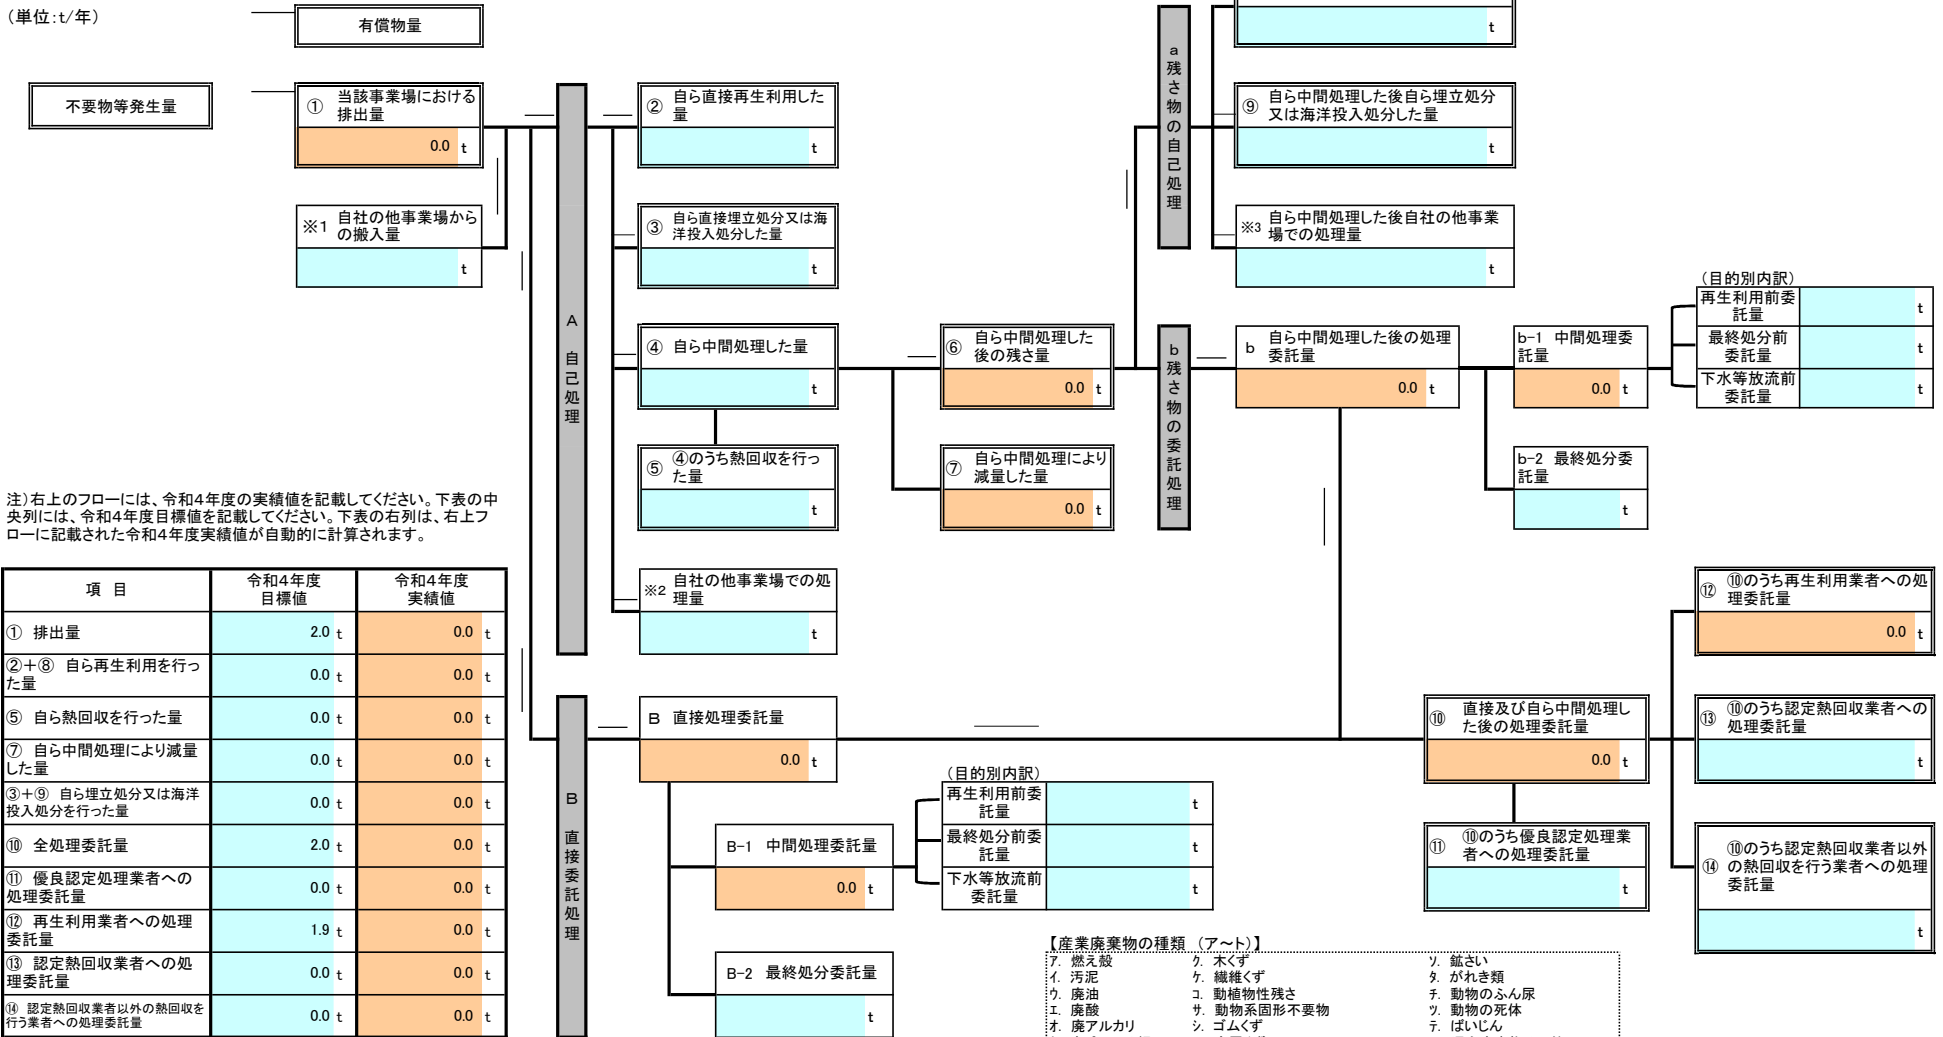 (単位:t/年)
有償物量
t
不要物等発生量
① 当該事業場における
排出量
0.0 t
② 自ら直接再生利用した
量
t
⑨ 自ら中間処理した後自ら埋立処分
又は海洋投入処分した量
t
a 残さ物の自己処理
※1 自社の他事業場から
の搬入量
t
③ 自ら直接埋立処分又は海
洋投入処分した量
t
※3 自ら中間処理した後自社の他事業
場での処理量
t
A 自己処理
④ 自ら中間処理した量
t
⑥ 自ら中間処理した
後の残さ量
0.0 t
b 残さ物の委託処理
b 自ら中間処理した後の処理
委託量
0.0 t
b-1 中間処理委
託量
0.0 t
(目的別内訳)
再生利用前委
託量
t
最終処分前
委託量
t
下水等放流前
委託量
t
⑤ ④のうち熱回収を行っ
た量
t
⑦ 自ら中間処理により
減量した量
0.0 t
b-2 最終処分委
託量
t
注)右上のフローには、令和4年度の実績値を記載してください。下表の中
央列には、令和4年度目標値を記載してください。下表の右列は、右上フ
ローに記載された令和4年度実績値が自動的に計算されます。
※2 自社の他事業場での処
理量
t
⑫ ⑩のうち再生利用業者への処
理委託量
0.0 t
項 目 令和4年度
目標値 令和4年度
実績値
① 排出量 2.0 t 0.0 t
②+⑧ 自ら再生利用を行っ
た量 0.0 t 0.0 t
⑤ 自ら熱回収を行った量 0.0 t 0.0 t
⑦ 自ら中間処理により減量
した量 0.0 t 0.0 t
③+⑨ 自ら埋立処分又は海洋
投入処分を行った量 0.0 t 0.0 t
⑩ 全処理委託量 2.0 t 0.0 t
⑪ 優良認定処理業者への
処理委託量 0.0 t 0.0 t
⑫ 再生利用業者への処理
委託量 1.9 t 0.0 t
⑬ 認定熱回収業者への処
理委託量 0.0 t 0.0 t
⑭ 認定熱回収業者以外の熱回収を
行う業者への処理委託量 0.0 t 0.0 t
B 直接委託処理
B 直接処理委託量
0.0 t
⑩ 直接及び自ら中間処理し
た後の処理委託量
0.0 t
⑬ ⑩のうち認定熱回収業者への
処理委託量
t
B-1 中間処理委託量
0.0 t
(目的別内訳)
再生利用前委
託量
t
最終処分前委
託量
t
下水等放流前
委託量
t
⑪ ⑩のうち優良認定処理業
者への処理委託量
t
⑭ ⑩のうち認定熱回収業者以外
の熱回収を行う業者への処理
委託量
t
B-2 最終処分委託量
t
【産業廃棄物の種類 (ア~ト)】
ア. 燃え殻 ク. 木くず ソ. 鉱さい
イ. 汚泥 ケ. 繊維くず タ. がれき類
ウ. 廃油 コ. 動植物性残さ チ. 動物のふん尿
エ. 廃酸 サ. 動物系固形不要物 ツ. 動物の死体
オ. 廃アルカリ シ. ゴムくず テ. ばいじん